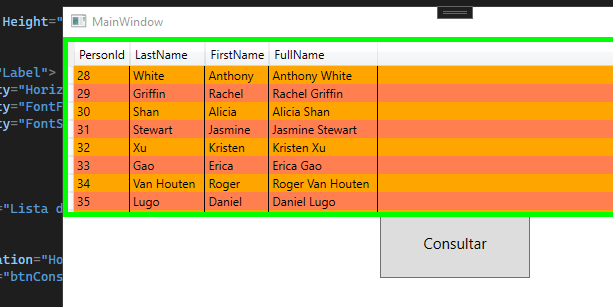 Height="
MainWindow
PersonId LastName FirstName FullName
"Label">
28 White Anthony Anthony White
ty="Horiz
29 Griffin Rachel Rachel Griffin
ty="FontF
30 Shan Alicia Alicia Shan
ty="FontS
31 Stewart Jasmine Jasmine Stewart
32 Xu Kristen Kristen Xu
33 Gao Erica Erica Gao
34 Van Houten Roger Roger Van Houten
35 Lugo Daniel Daniel Lugo
="Lista d
Consultar
ation="Ho
="btnCons